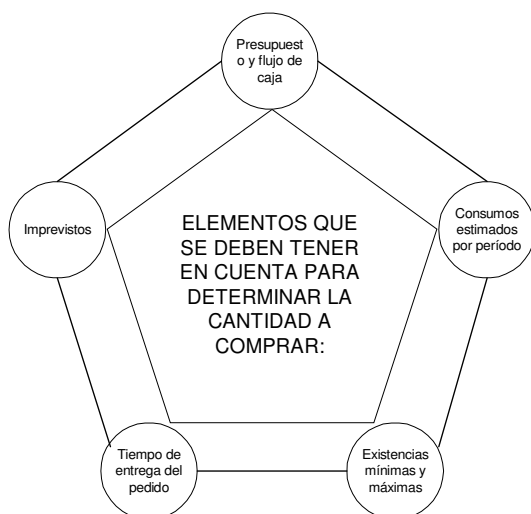 Presupuest
o y flujo de
caja
Imprevistos
ELEMENTOS QUE
SE DEBEN TENER
EN CUENTA PARA
DETERMINAR LA
CANTIDAD A
COMPRAR:
Consumos
estimados
por período
Tiempo de
entrega del
pedido
Existencias
mínimas y
máximas